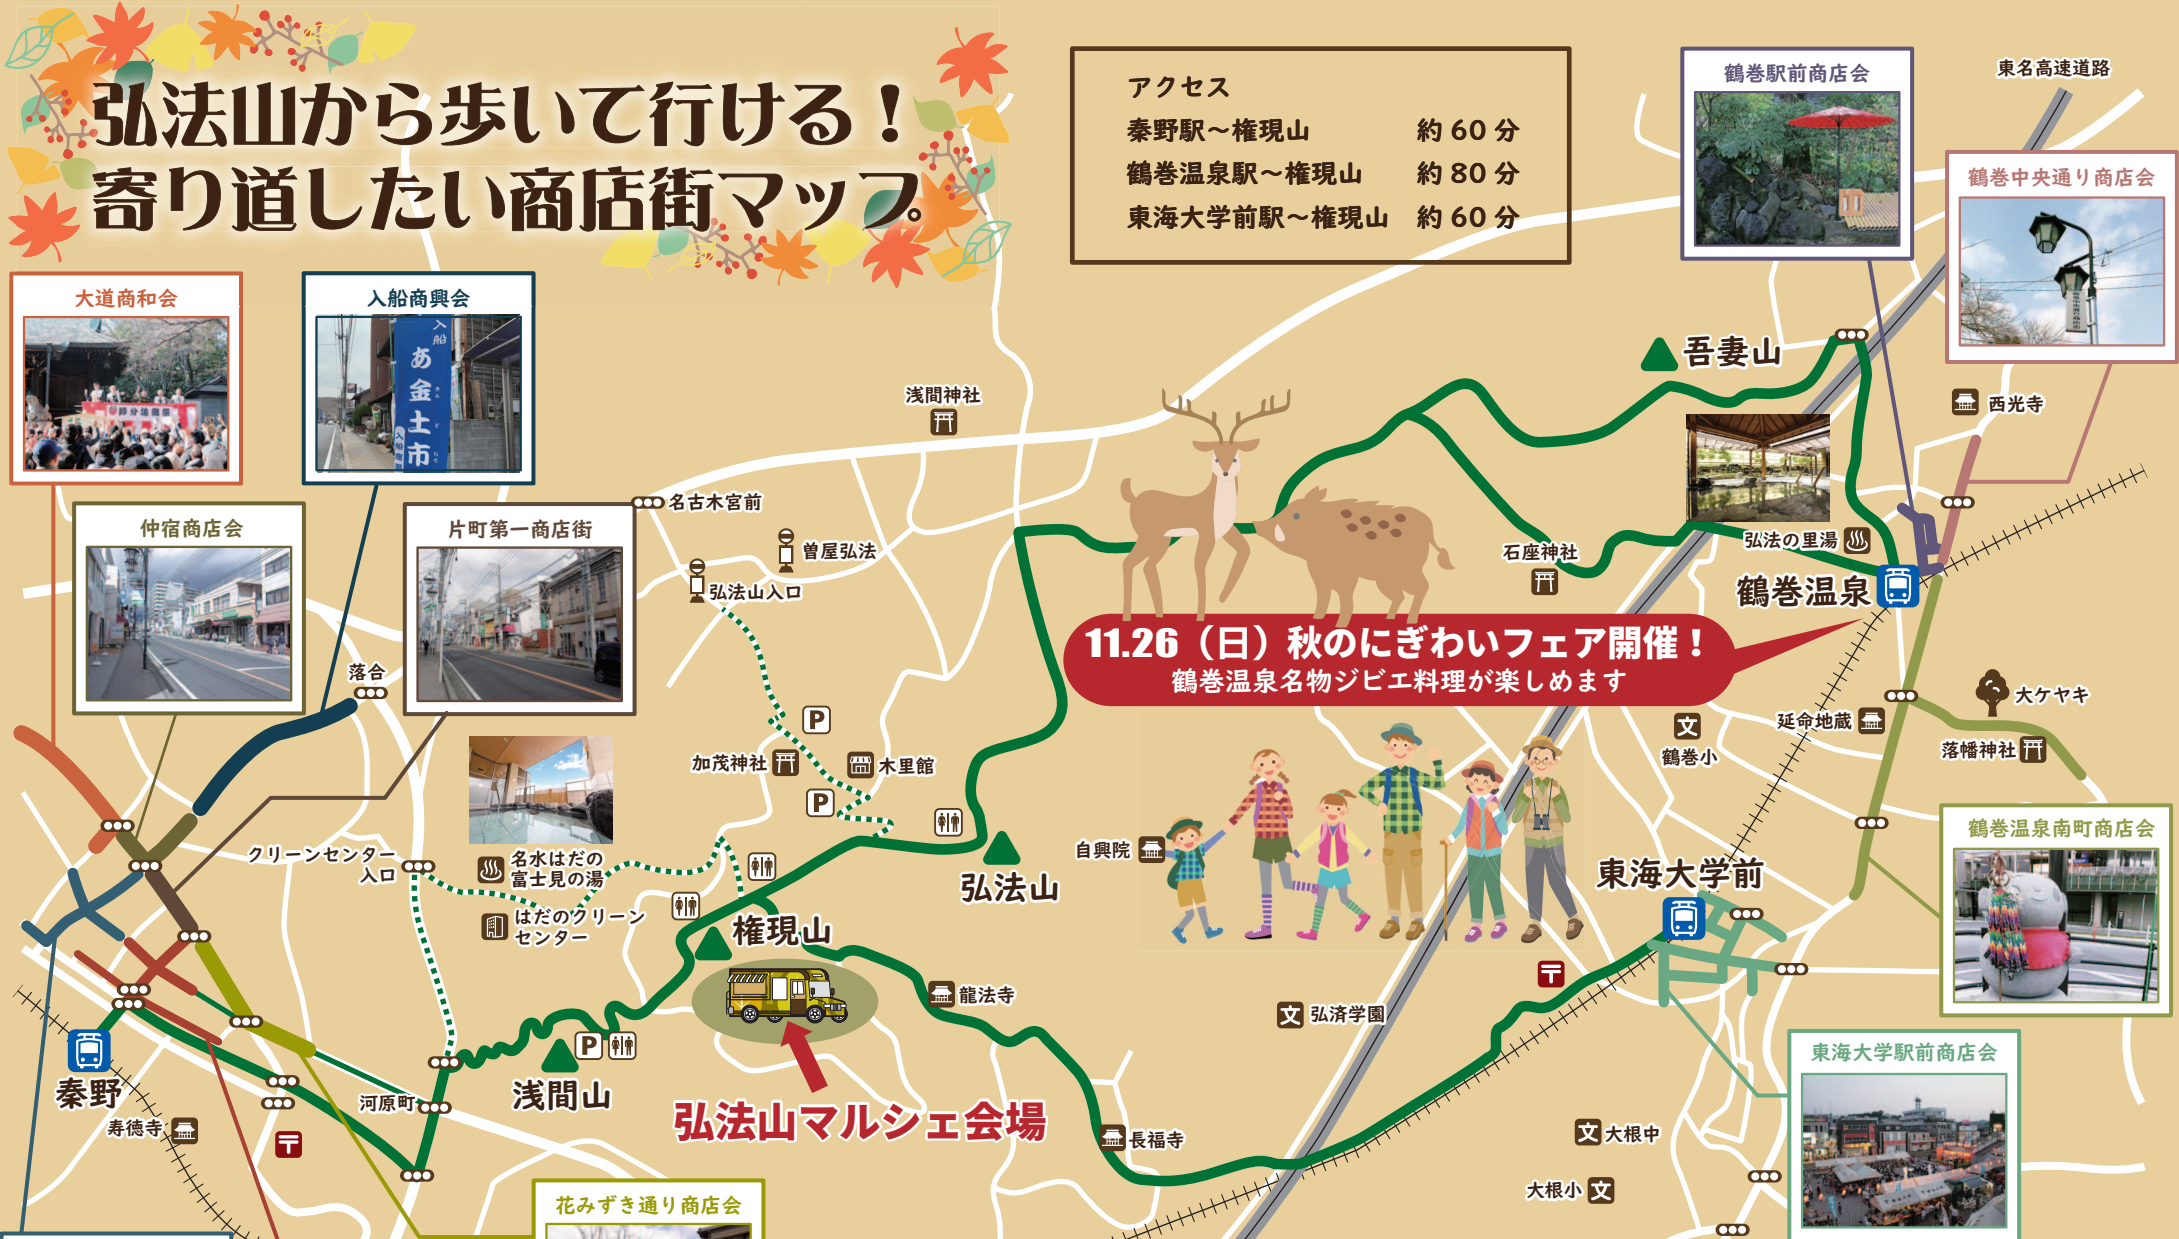 弘法山から歩いて行ける！
寄り道したい商店街マップ
アクセス
秦野駅～権現山 約60分
鶴巻温泉駅～権現山 約80分
東海大学前駅～権現山 約60分
鶴巻駅前商店会
東名高速道路
鶴巻中央通り商店会
大道商和会
入船商興会
入船
あ金土市
吾妻山
浅間神社
西光寺
名古木宮前
仲宿商店会
片町第一商店街
曽屋弘法
弘法山入口
石座神社
弘法の里湯
鶴巻温泉
11.26（日）秋のにぎわいフェア開催！
鶴巻温泉名物ジビエ料理が楽しめます
落合
大ケヤキ
延命地蔵
落幡神社
文
鶴巻小
P
加茂神社
木里館
P
鶴巻温泉南町商店会
クリーンセンター
入口
名水はだの
富士見の湯
自興院
弘法山
東海大学前
はだのクリーン
センター
権現山
龍法寺
文 弘済学園
P
浅間山
秦野
河原町
寿徳寺
弘法山マルシェ会場
長福寺
文 大根中
大根小 文
東海大学駅前商店会
花みずき通り商店会